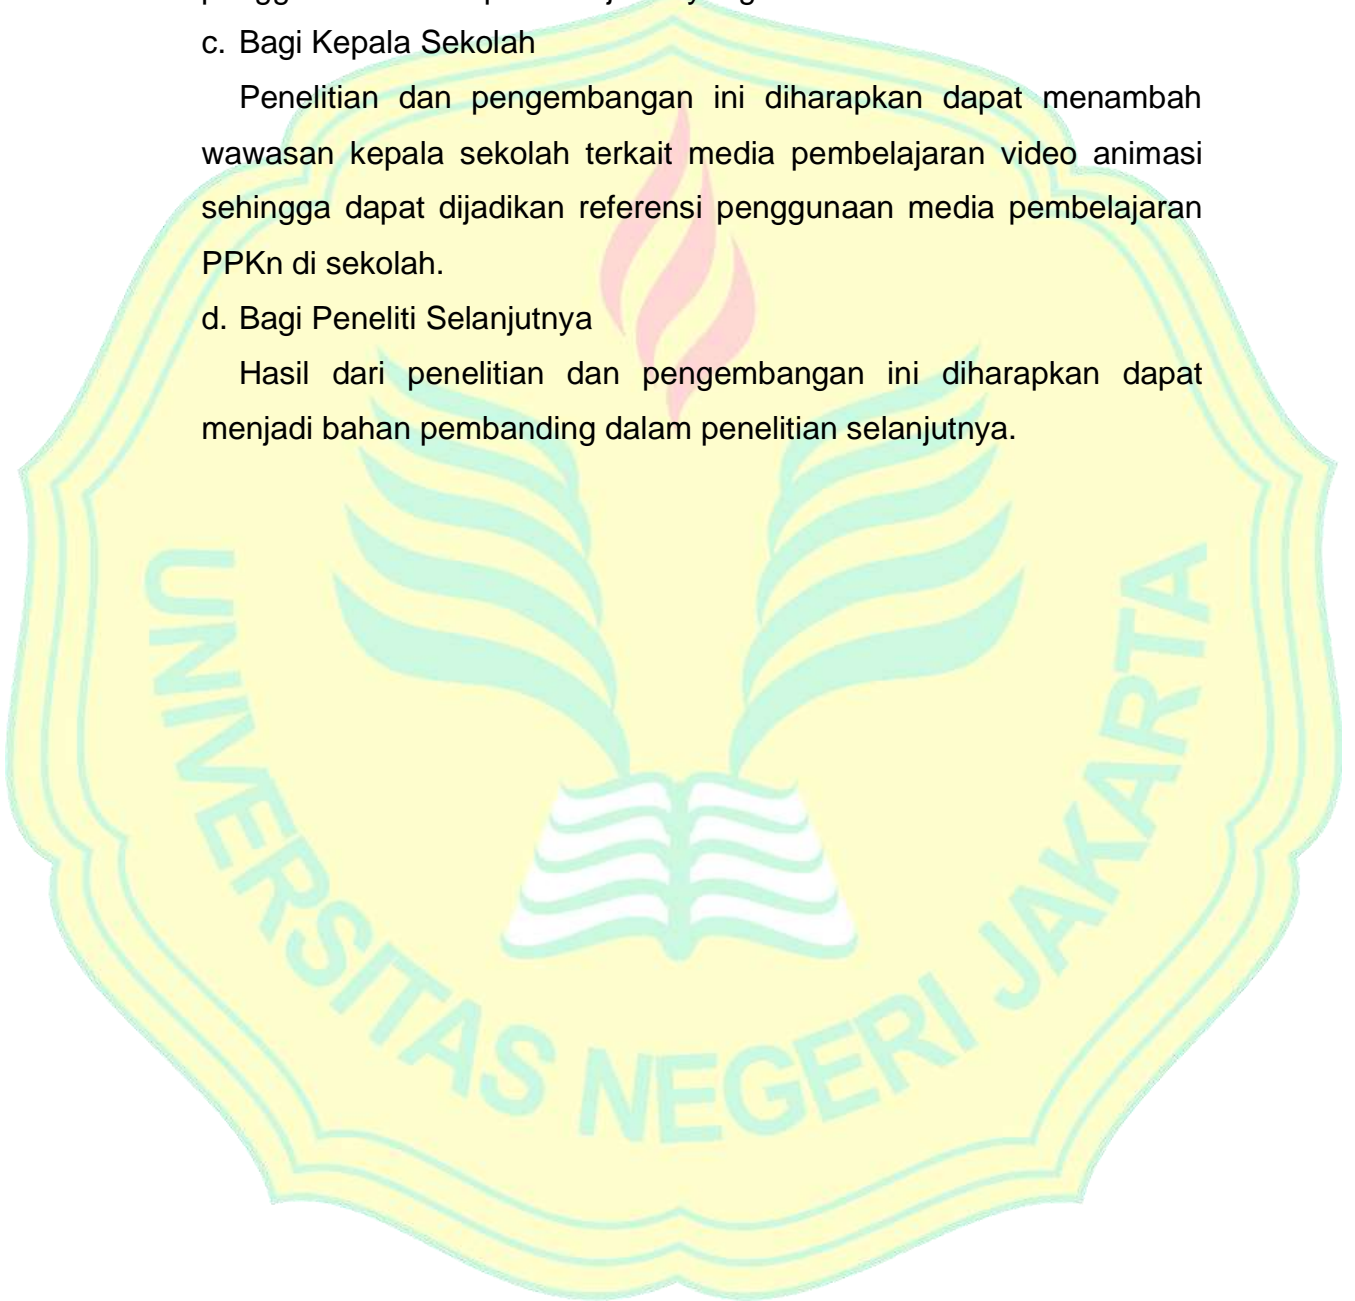 c. Bagi Kepala Sekolah
Penelitian dan pengembangan ini diharapkan dapat menambah
wawasan kepala sekolah terkait media pembelajaran video animasi
sehingga dapat dijadikan referensi penggunaan media pembelajaran
PPKn di sekolah.
d. Bagi Peneliti Selanjutnya
Hasil dari penelitian dan pengembangan ini diharapkan dapat
menjadi bahan pembanding dalam penelitian selanjutnya.
UNIVERSITAS NEGERI JAKARTA